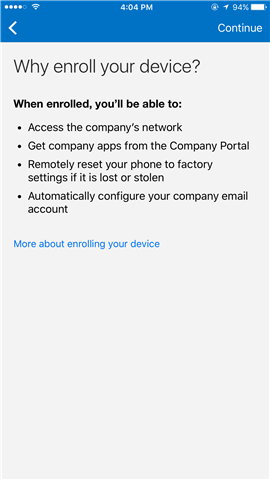 4:04 PM 94%
Continue
Why enroll your device?
When enrolled, you'll be able to:
• Access the company's network
• Get company apps from the Company Portal
• Remotely reset your phone to factory
settings if it is lost or stolen
• Automatically configure your company email
account
More about enrolling your device